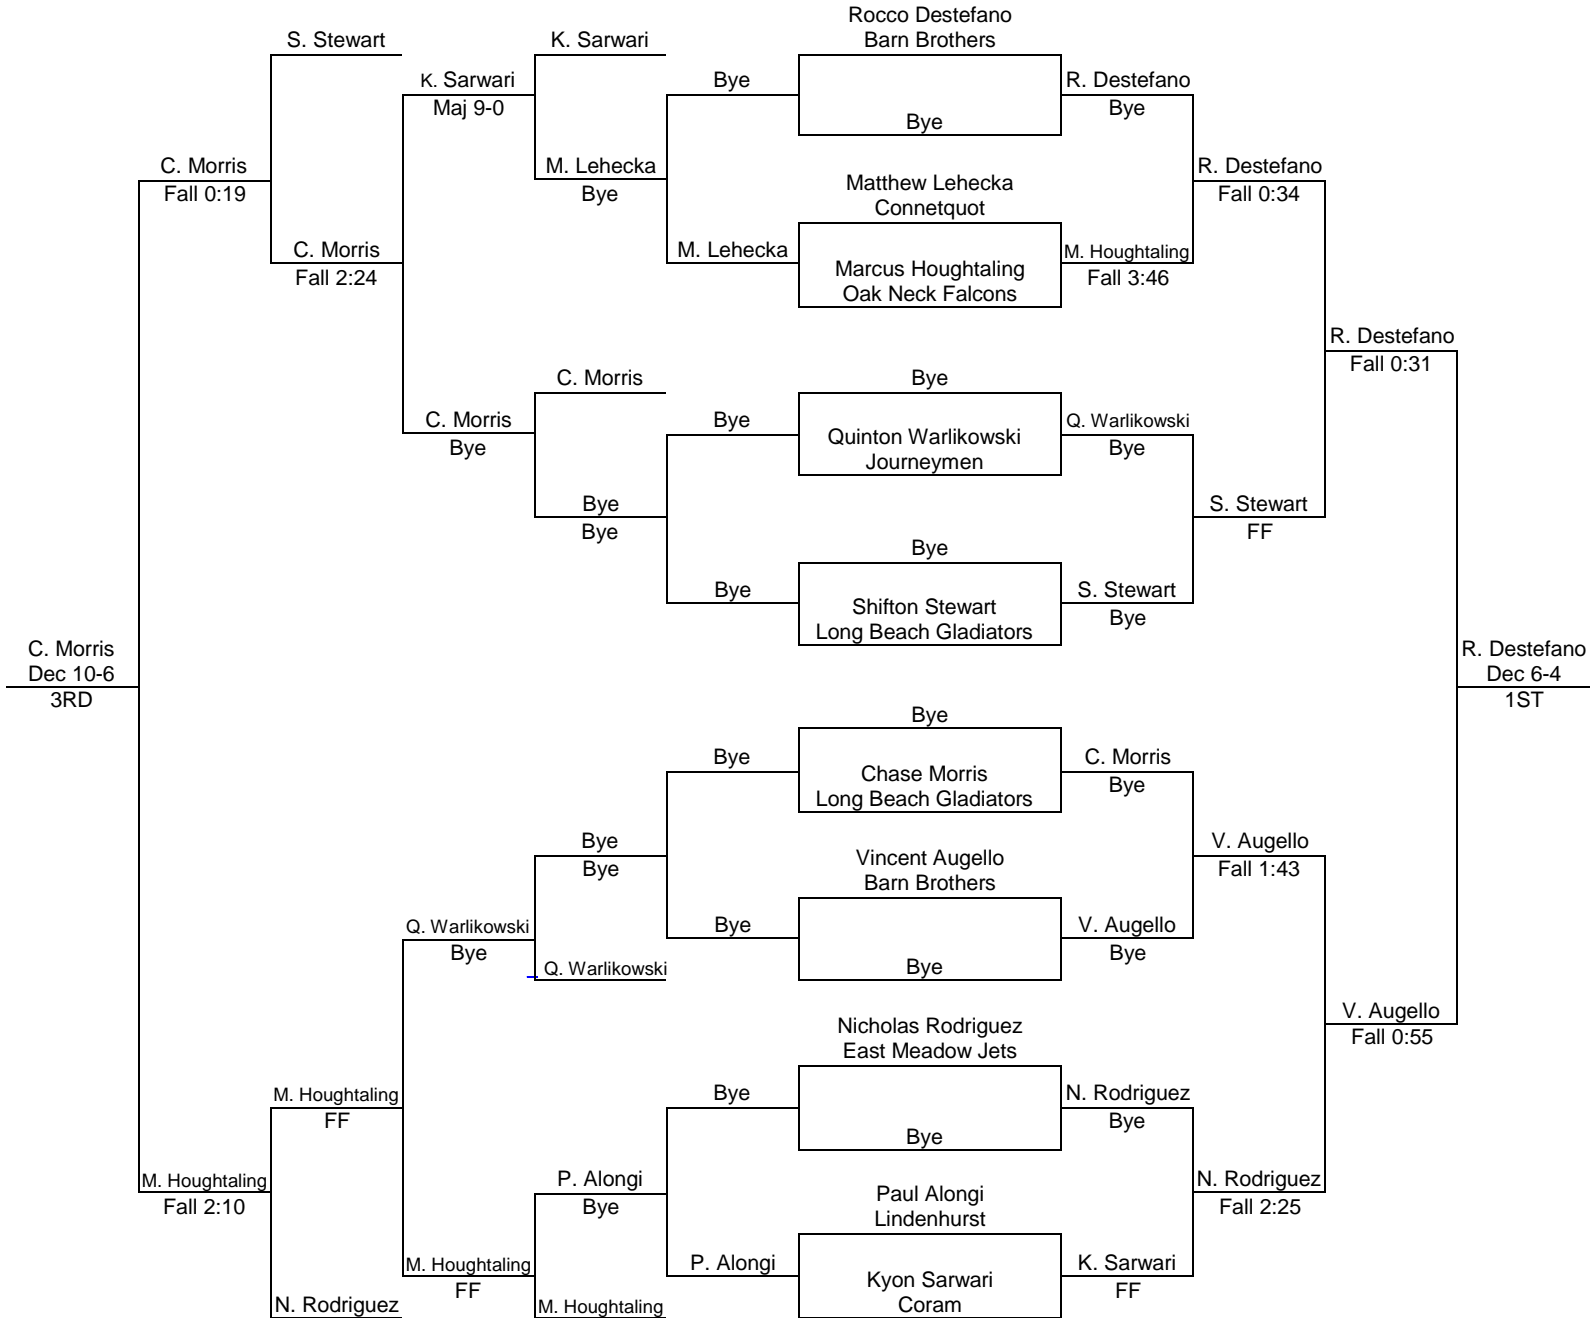 Rocco Destefano
S. Stewart
K. Sarwari
Barn Brothers
K. Sarwari
Bye
R. Destefano
Maj 9-0
Bye
Bye
C. Morris
M. Lehecka
R. Destefano
Fall 0:19
Bye
Matthew Lehecka
Fall 0:34
Connetquot
C. Morris
M. Lehecka
M. Houghtaling
Fall 2:24
Marcus Houghtaling
Fall 3:46
Oak Neck Falcons
R. Destefano
Fall 0:31
C. Morris
Bye
C. Morris
Bye
Q. Warlikowski
Bye
Quinton Warlikowski
Bye
Journeymen
Bye
S. Stewart
Bye
FF
Bye
Bye
S. Stewart
Shifton Stewart
Bye
Long Beach Gladiators
C. Morris
R. Destefano
Dec 10-6
Dec 6-4
3RD
1ST
Bye
Bye
C. Morris
Chase Morris
Bye
Long Beach Gladiators
Bye
V. Augello
Bye
Vincent Augello
Fall 1:43
Barn Brothers
Q. Warlikowski
Bye
V. Augello
Bye
Bye
Q. Warlikowski
Bye
V. Augello
Nicholas Rodriguez
Fall 0:55
East Meadow Jets
M. Houghtaling
Bye
N. Rodriguez
FF
Bye
Bye
M. Houghtaling
P. Alongi
N. Rodriguez
Fall 2:10
Bye
Paul Alongi
Fall 2:25
Lindenhurst
M. Houghtaling
P. Alongi
K. Sarwari
FF
Kyon Sarwari
FF
N. Rodriguez
M. Houghtaling
Coram